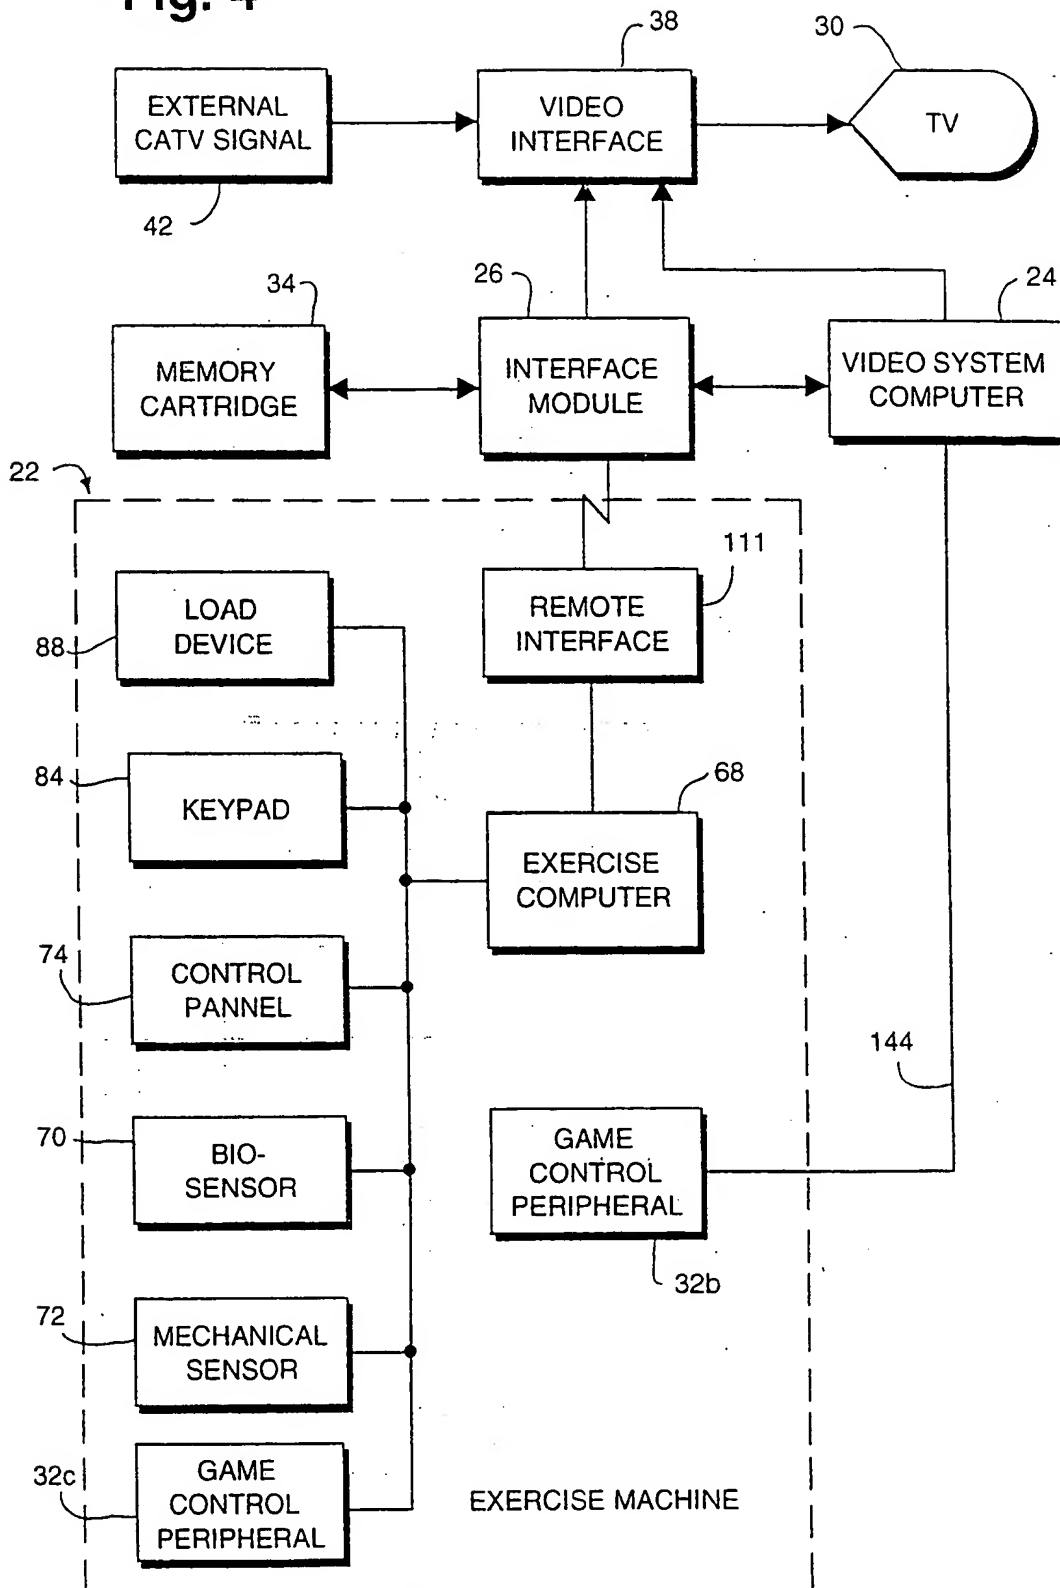 Fig. 4
38
30
EXTERNAL
CATV SIGNAL
VIDEO
INTERFACE
TV
42
34
26
24
MEMORY
CARTRIDGE
INTERFACE
MODULE
VIDEO SYSTEM
COMPUTER
22
111
LOAD
DEVICE
REMOTE
INTERFACE
88
84
68
KEYPAD
EXERCISE
COMPUTER
74
CONTROL
PANNEL
144
70
BIO-
SENSOR
GAME
CONTROL
PERIPHERAL
32b
72
MECHANICAL
SENSOR
32c
GAME
CONTROL
PERIPHERAL
EXERCISE MACHINE